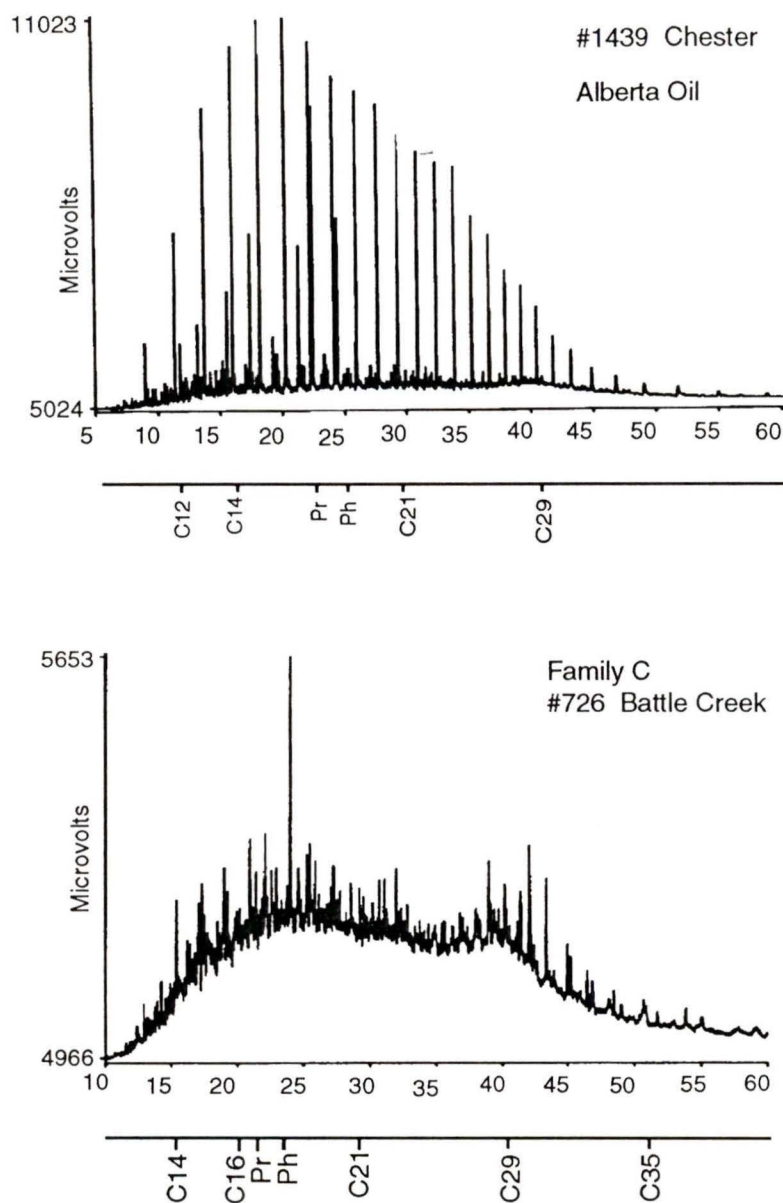 11023
#1439 Chester
Alberta Oil
Microvolts
5024
5 10 15 20 25 30 35 40 45 50 55 60
C12 C14 Pr Ph C21 C29
5653
Family C
#726 Battle Creek
Microvolts
4966
10 15 20 25 30 35 40 45 50 55 60
C14 C16 Pr Ph C21 C29 C35